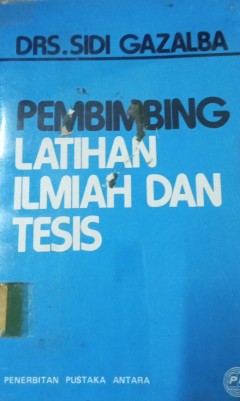 DRS.SIDI GAZALBA
PEMBIMBING
LATIHAN
ILMIAH DAN
TESIS
PENERBITAN PUSTAKA ANTARA